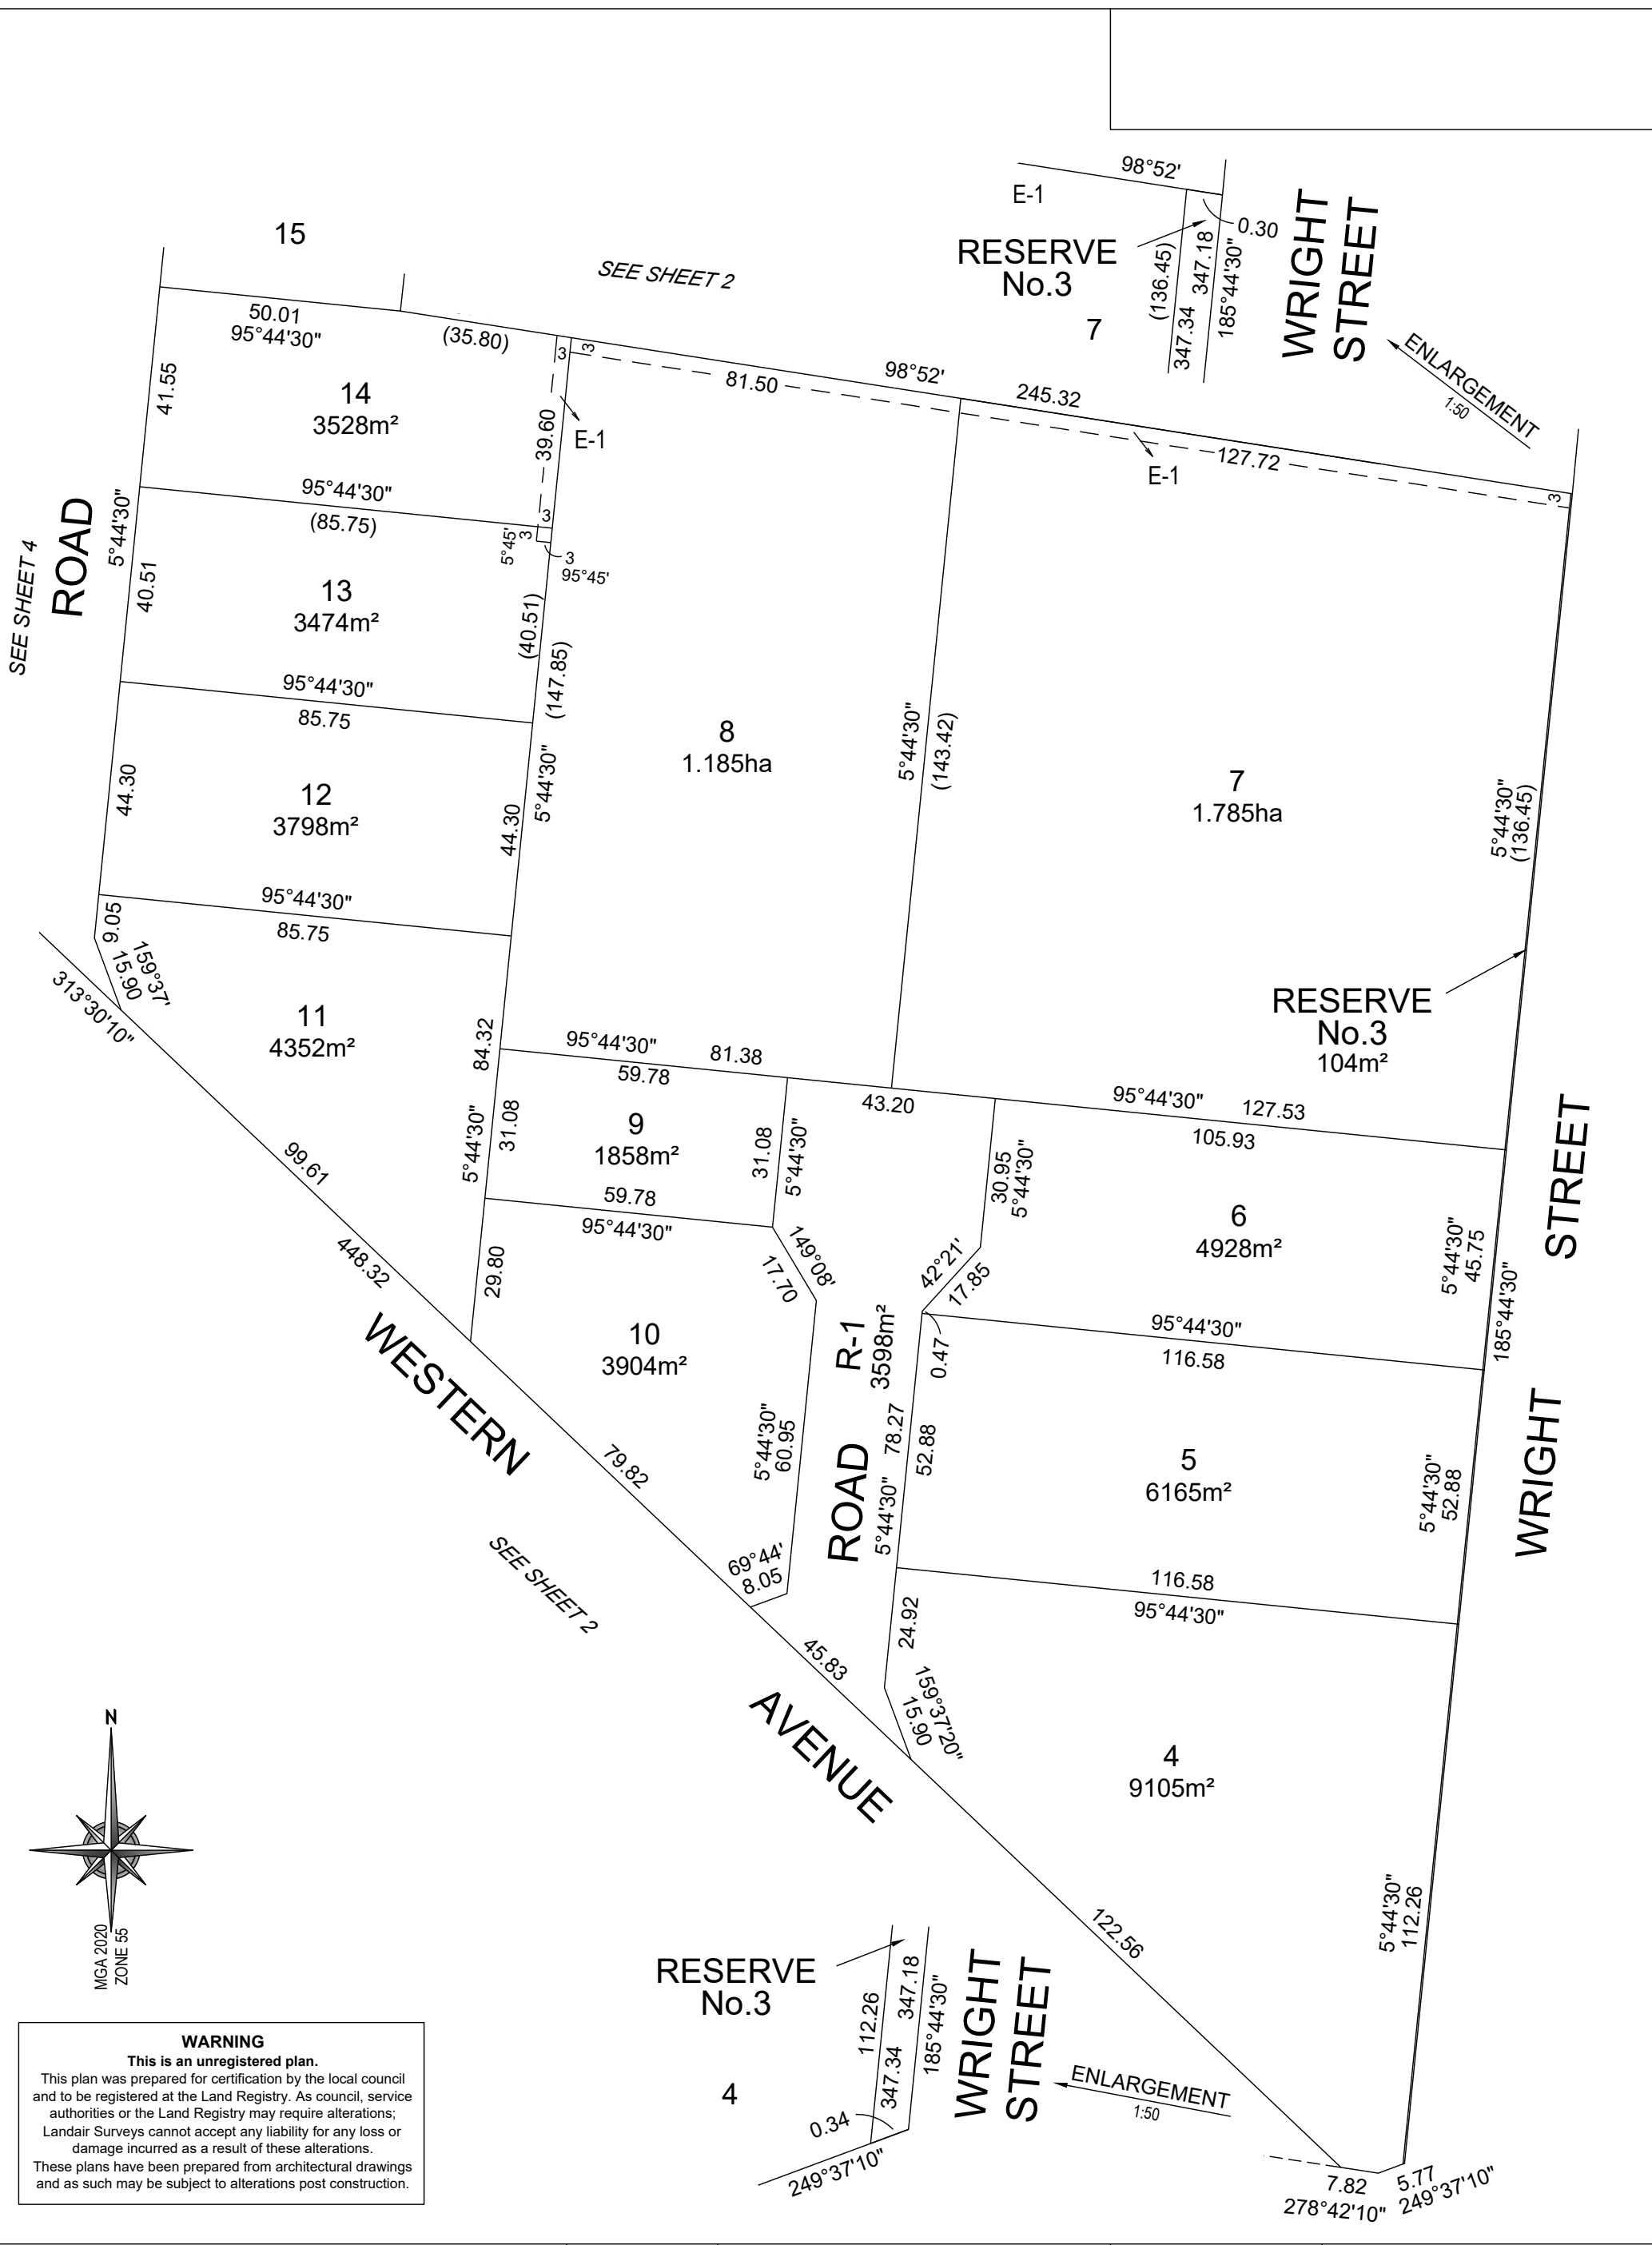 98°52'
E-1
0.30
RESERVE
No.3
(136.45)
347.34
347.18
185°44'30"
WRIGHT
STREET
7
ENLARGEMENT
1:50
15
SEE SHEET 2
50.01
95°44'30"
(35.80)
3
3
81.50
98°52'
245.32
127.72
E-1
3
41.55
14
3528m²
39.60
E-1
95°44'30"
(85.75)
3
3
5°45'
3
95°45'
SEE SHEET 4
ROAD
5°44'30"
40.51
13
3474m²
(40.51)
(147.85)
95°44'30"
85.75
8
1.185ha
5°44'30"
(143.42)
7
1.785ha
5°44'30"
(136.45)
44.30
12
3798m²
44.30
5°44'30"
95°44'30"
85.75
9.05
159°37'
15.90
313°30'10"
11
4352m²
84.32
RESERVE
No.3
104m²
95°44'30"
81.38
59.78
43.20
95°44'30"
127.53
105.93
5°44'30"
31.08
9
1858m²
31.08
5°44'30"
30.95
5°44'30"
99.61
59.78
95°44'30"
149°08'
17.70
42°21'
17.85
6
4928m²
5°44'30"
45.75
STREET
448.32
29.80
WESTERN
10
3904m²
R-1
3598m²
0.47
95°44'30"
116.58
185°44'30"
5°44'30"
60.95
ROAD
78.27
5°44'30"
52.88
5
6165m²
5°44'30"
52.88
WRIGHT
79.82
69°44'
8.05
SEE SHEET 2
116.58
95°44'30"
45.83
24.92
159°37'20"
15.90
AVENUE
4
9105m²
N
MGA 2020
ZONE 55
122.56
5°44'30"
112.26
RESERVE
No.3
112.26
347.34
347.18
185°44'30"
WRIGHT
STREET
4
ENLARGEMENT
1:50
0.34
249°37'10"
7.82
278°42'10"
5.77
249°37'10"
WARNING
This is an unregistered plan.
This plan was prepared for certification by the local council
and to be registered at the Land Registry. As council, service
authorities or the Land Registry may require alterations;
Landair Surveys cannot accept any liability for any loss or
damage incurred as a result of these alterations.
These plans have been prepared from architectural drawings
and as such may be subject to alterations post construction.